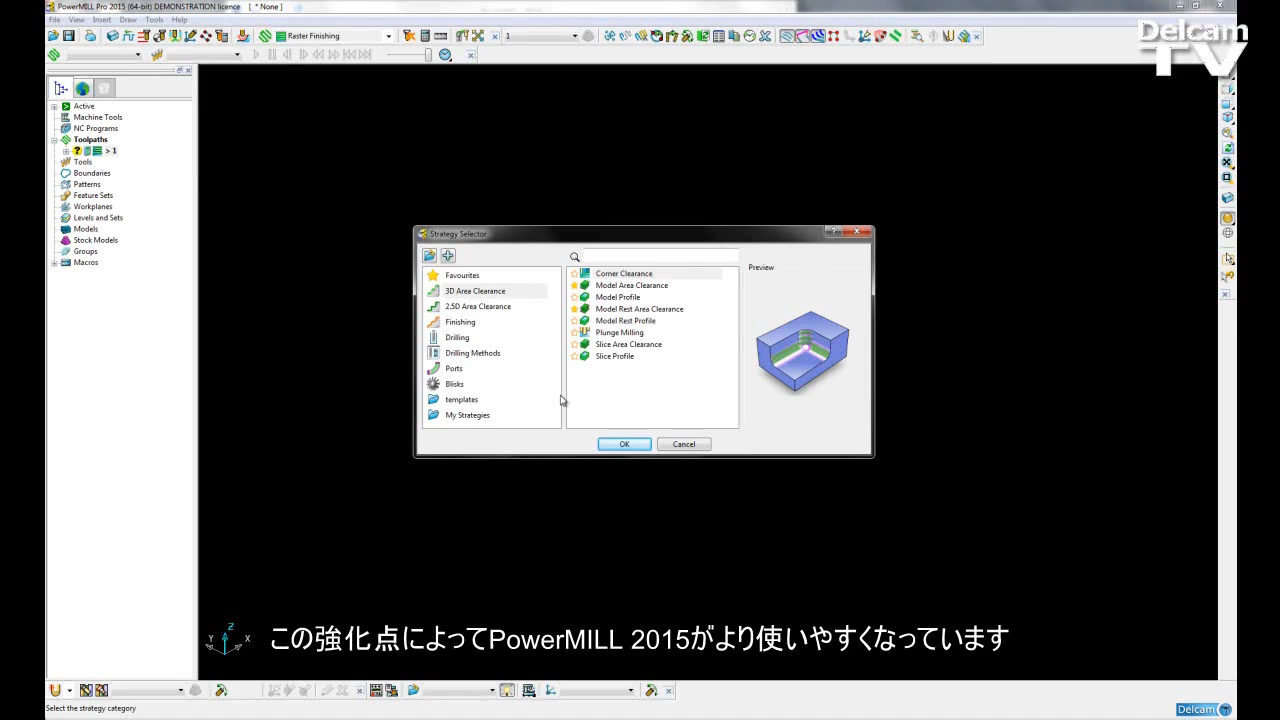 PowerMILL Pro 2015 (64-bit) DEMONSTRATION licence [ * None ]
File View Insert Draw Tools Help
Raster Finishing
1
Delcam
TV
Active
Machine Tools
NC Programs
Toolpaths
? > 1
Tools
Boundaries
Patterns
Feature Sets
Workplanes
Levels and Sets
Models
Stock Models
Groups
Macros
Strategy Selector
Favourites
3D Area Clearance
2.5D Area Clearance
Finishing
Drilling
Drilling Methods
Ports
Blisks
templates
My Strategies
Corner Clearance
Model Area Clearance
Model Profile
Model Rest Area Clearance
Model Rest Profile
Plunge Milling
Slice Area Clearance
Slice Profile
Preview
OK Cancel
Z
Y X
この強化点によってPowerMILL 2015がより使いやすくなっています
Select the strategy category
Delcam